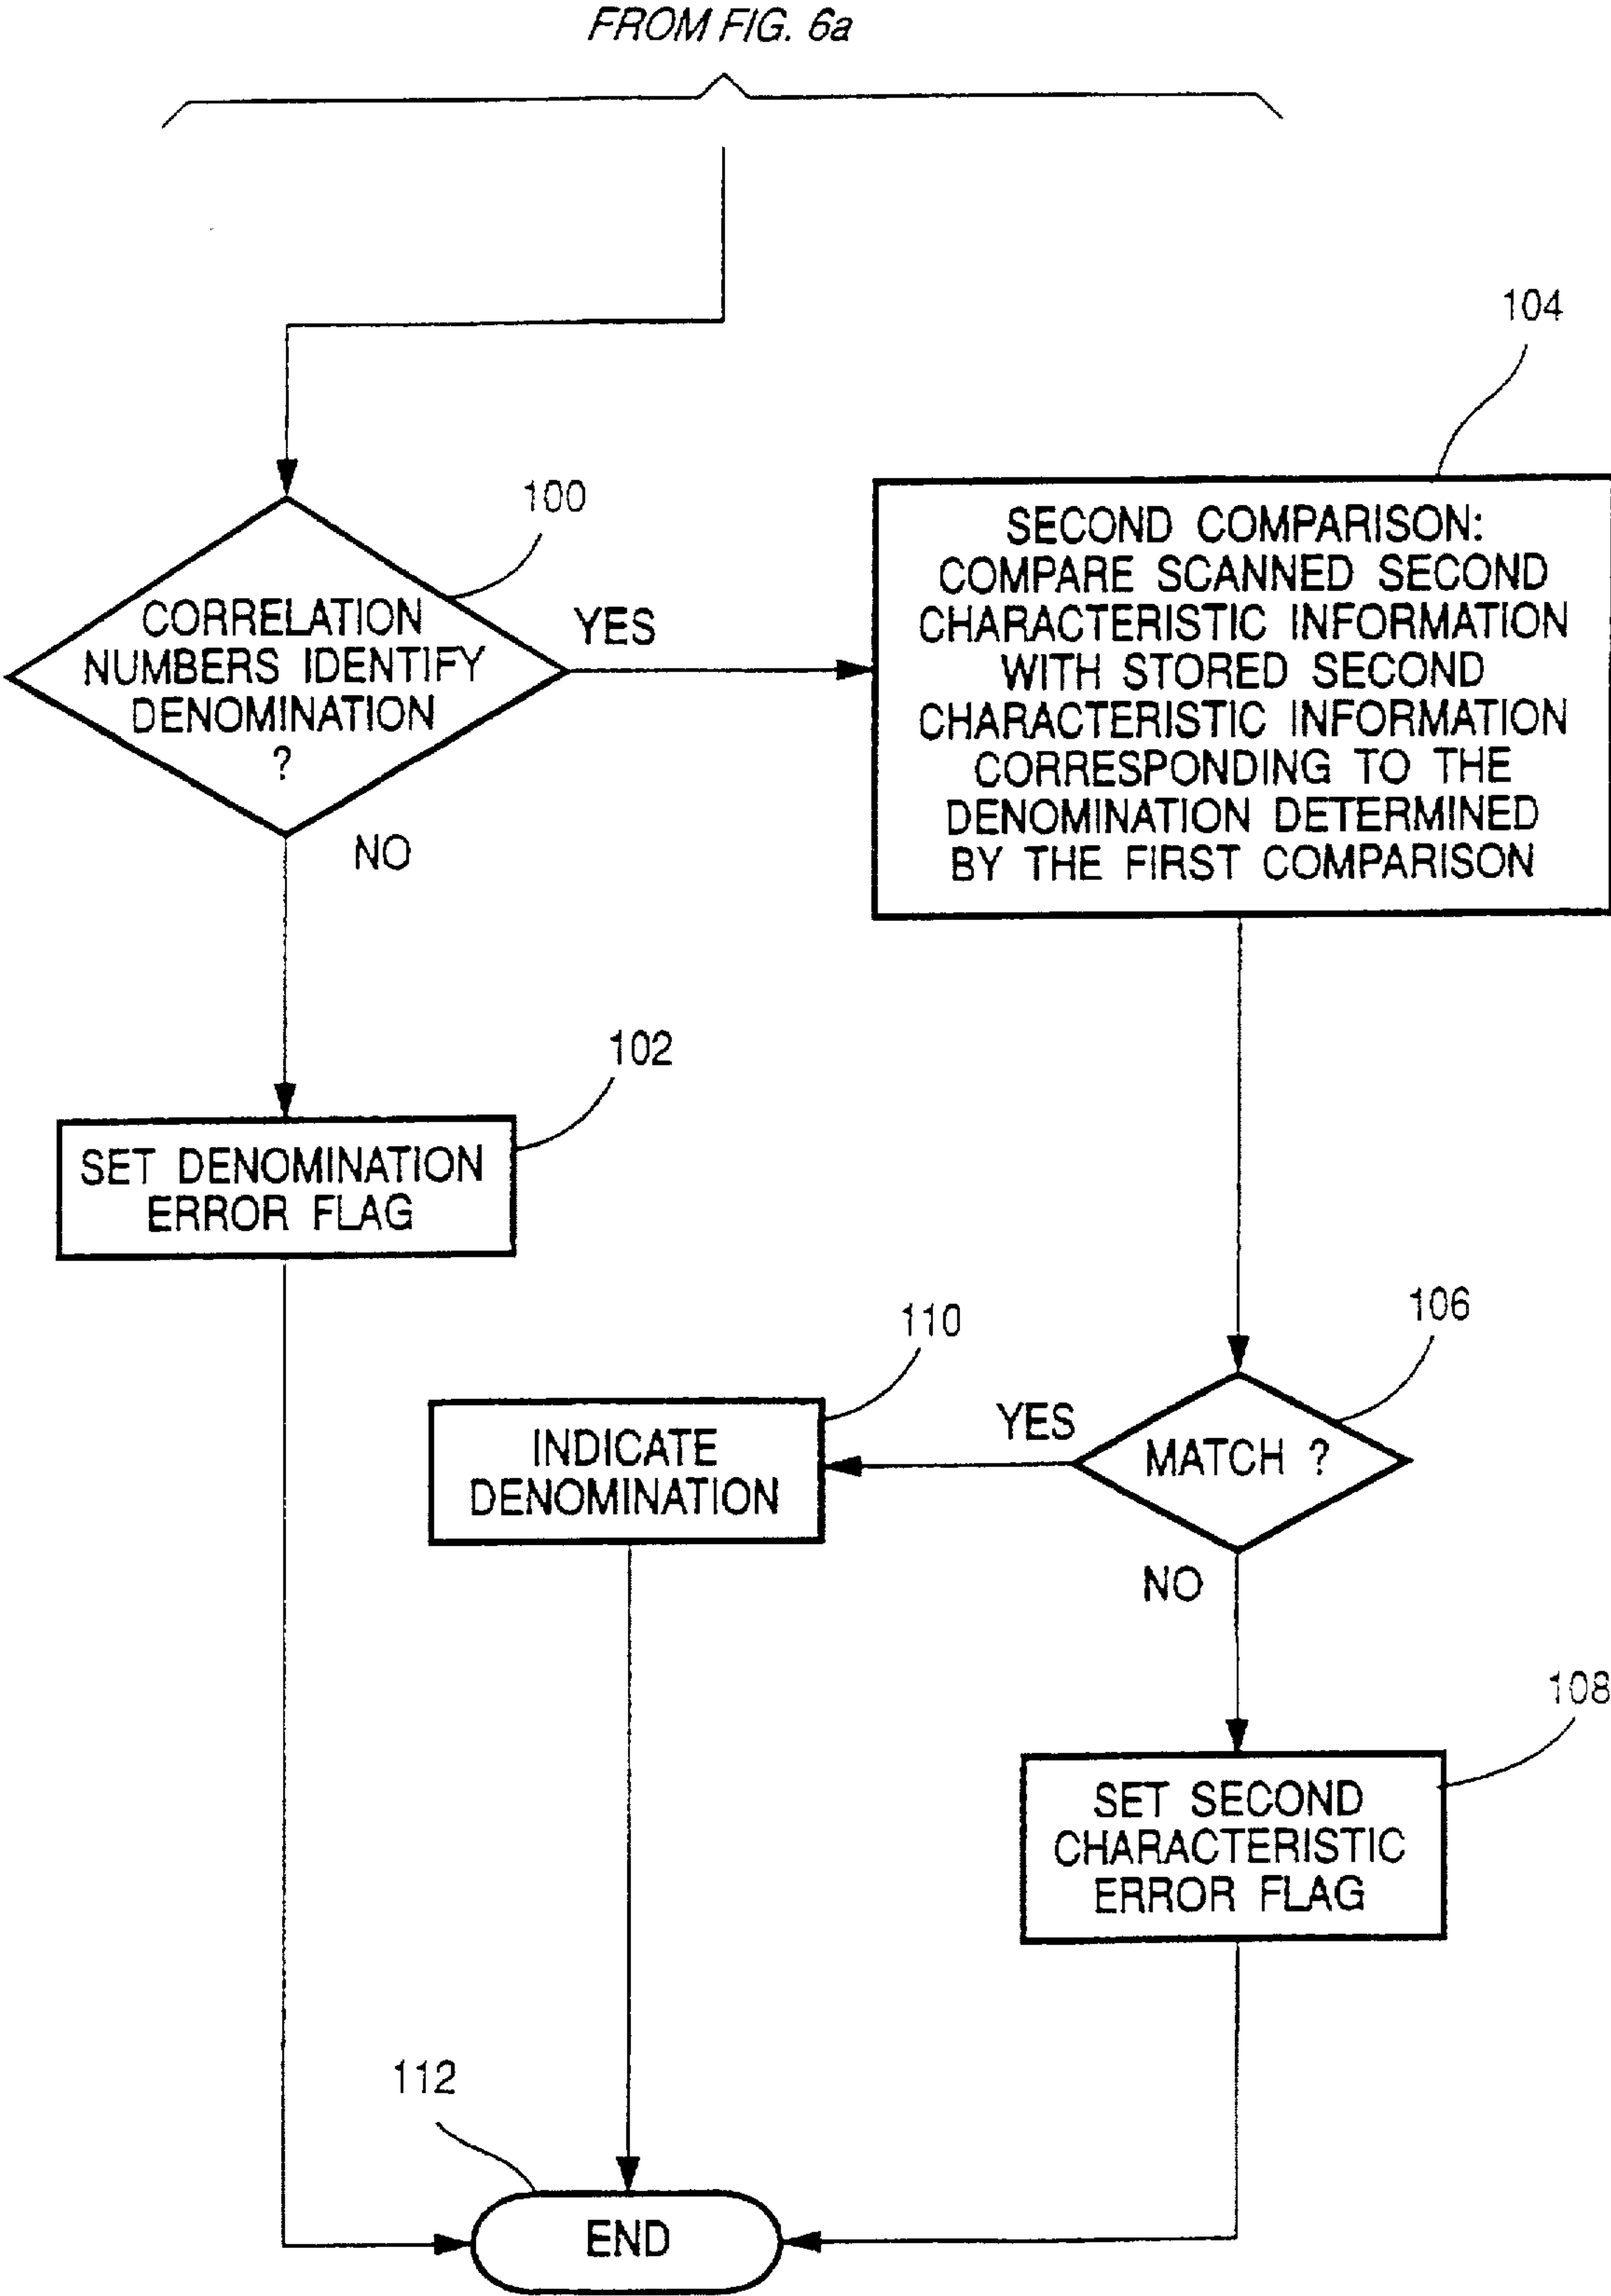 FROM FIG. 6a
104
100
SECOND COMPARISON:
COMPARE SCANNED SECOND
CHARACTERISTIC INFORMATION
WITH STORED SECOND
CHARACTERISTIC INFORMATION
CORRESPONDING TO THE
DENOMINATION DETERMINED
BY THE FIRST COMPARISON
CORRELATION
NUMBERS IDENTIFY
DENOMINATION
?
YES
NO
102
SET DENOMINATION
ERROR FLAG
106
110
YES
MATCH ?
INDICATE
DENOMINATION
NO
108
SET SECOND
CHARACTERISTIC
ERROR FLAG
112
END